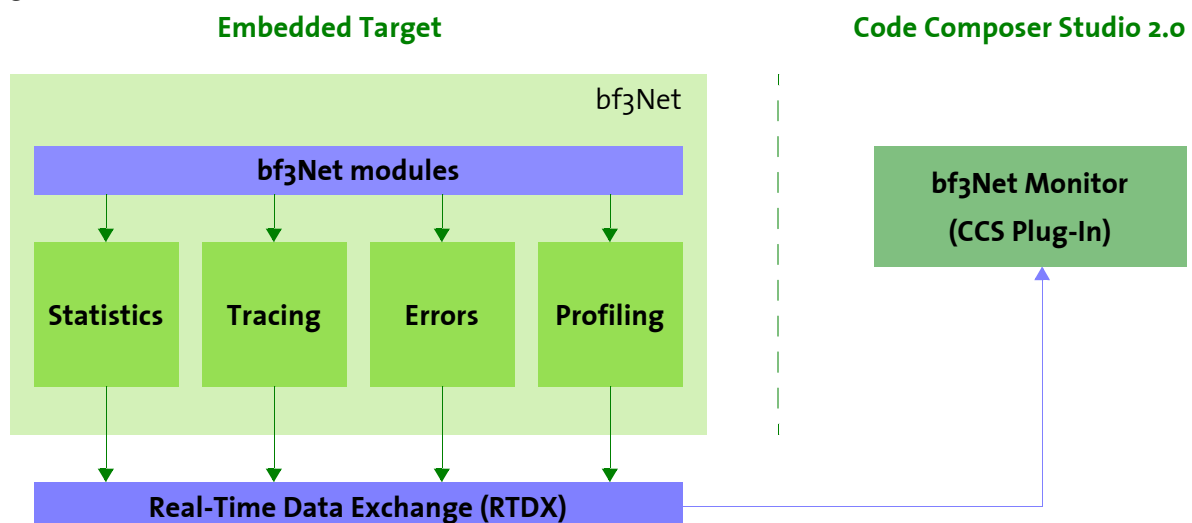 Embedded Target
Code Composer Studio 2.0
bf3Net
bf3Net modules
bf3Net Monitor
(CCS Plug-In)
Statistics
Tracing
Errors
Profiling
Real-Time Data Exchange (RTDX)